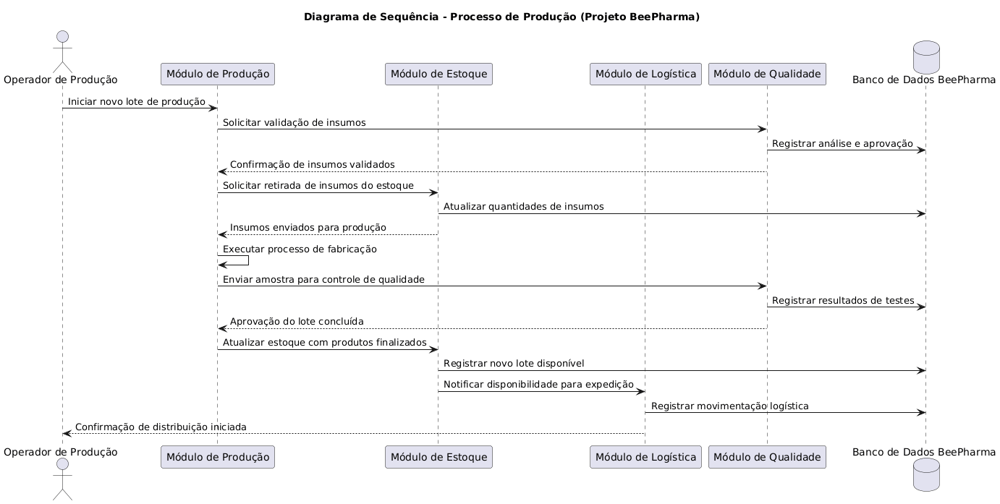 Diagrama de Sequência - Processo de Produção (Projeto BeePharma)
Operador de Produção
Módulo de Produção
Módulo de Estoque
Módulo de Logística
Módulo de Qualidade
Banco de Dados BeePharma
Iniciar novo lote de produção
Solicitar validação de insumos
Registrar análise e aprovação
Confirmação de insumos validados
Solicitar retirada de insumos do estoque
Atualizar quantidades de insumos
Insumos enviados para produção
Executar processo de fabricação
Enviar amostra para controle de qualidade
Registrar resultados de testes
Aprovação do lote concluída
Atualizar estoque com produtos finalizados
Registrar novo lote disponível
Notificar disponibilidade para expedição
Registrar movimentação logística
Confirmação de distribuição iniciada
Operador de Produção
Módulo de Produção
Módulo de Estoque
Módulo de Logística
Módulo de Qualidade
Banco de Dados BeePharma